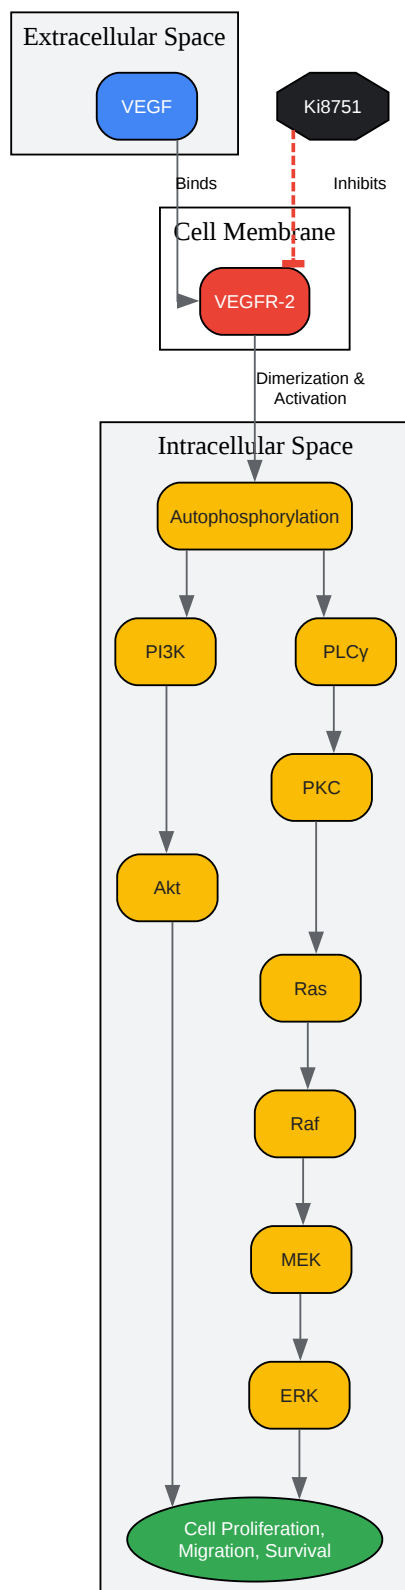 Extracellular Space
VEGF
Ki8751
Binds
Inhibits
Cell Membrane
VEGFR-2
Dimerization &
Activation
Intracellular Space
Autophosphorylation
PI3K
PLCγ
PKC
Akt
Ras
Raf
MEK
ERK
Cell Proliferation,
Migration, Survival